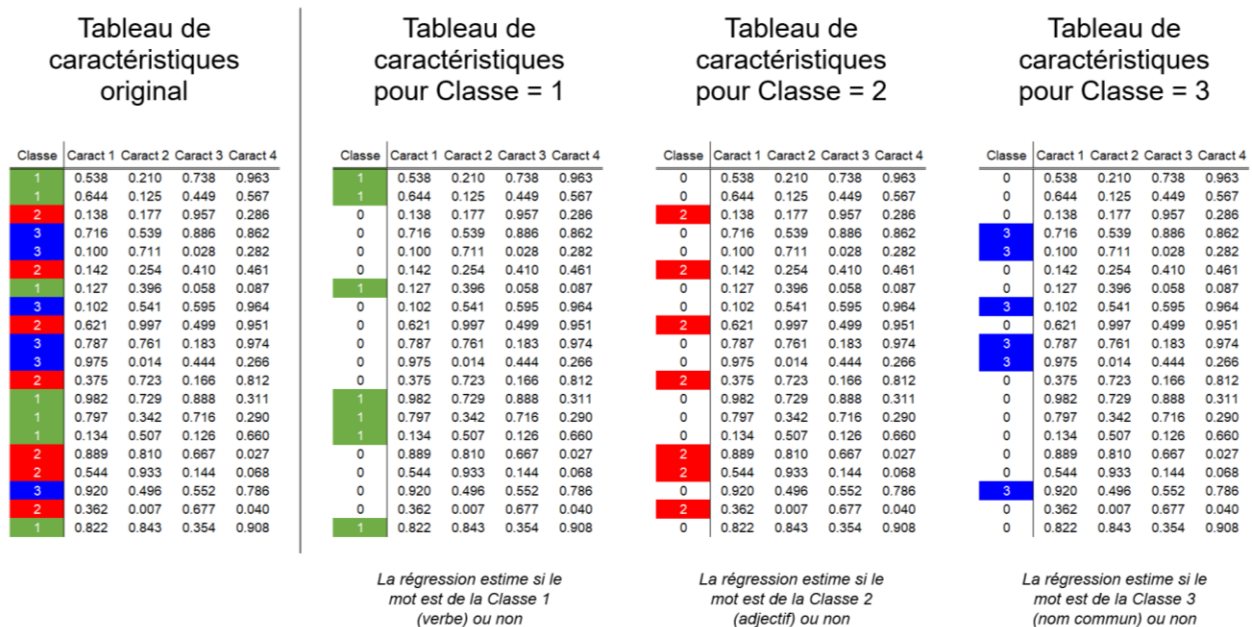 Tableau de
caractéristiques
original
Classe Caract 1 Caract 2 Caract 3 Caract 4
1 0.538 0.210 0.738 0.963
1 0.644 0.125 0.449 0.567
2 0.138 0.177 0.957 0.286
3 0.716 0.539 0.886 0.862
3 0.100 0.711 0.028 0.282
2 0.142 0.254 0.410 0.461
1 0.127 0.396 0.058 0.087
3 0.102 0.541 0.595 0.964
2 0.621 0.997 0.499 0.951
3 0.787 0.761 0.183 0.974
3 0.975 0.014 0.444 0.266
2 0.375 0.723 0.166 0.812
1 0.982 0.729 0.888 0.311
1 0.797 0.342 0.716 0.290
1 0.134 0.507 0.126 0.660
2 0.889 0.810 0.667 0.027
2 0.544 0.933 0.144 0.068
3 0.920 0.496 0.552 0.786
2 0.362 0.007 0.677 0.040
1 0.822 0.843 0.354 0.908
Tableau de
caractéristiques
pour Classe = 1
Classe Caract 1 Caract 2 Caract 3 Caract 4
1 0.538 0.210 0.738 0.963
1 0.644 0.125 0.449 0.567
0 0.138 0.177 0.957 0.286
0 0.716 0.539 0.886 0.862
0 0.100 0.711 0.028 0.282
0 0.142 0.254 0.410 0.461
1 0.127 0.396 0.058 0.087
0 0.102 0.541 0.595 0.964
0 0.621 0.997 0.499 0.951
0 0.787 0.761 0.183 0.974
0 0.975 0.014 0.444 0.266
0 0.375 0.723 0.166 0.812
1 0.982 0.729 0.888 0.311
1 0.797 0.342 0.716 0.290
1 0.134 0.507 0.126 0.660
0 0.889 0.810 0.667 0.027
0 0.544 0.933 0.144 0.068
0 0.920 0.496 0.552 0.786
0 0.362 0.007 0.677 0.040
1 0.822 0.843 0.354 0.908
La régression estime si le
mot est de la Classe 1
(verbe) ou non
Tableau de
caractéristiques
pour Classe = 2
Classe Caract 1 Caract 2 Caract 3 Caract 4
0 0.538 0.210 0.738 0.963
0 0.644 0.125 0.449 0.567
2 0.138 0.177 0.957 0.286
0 0.716 0.539 0.886 0.862
0 0.100 0.711 0.028 0.282
2 0.142 0.254 0.410 0.461
0 0.127 0.396 0.058 0.087
0 0.102 0.541 0.595 0.964
2 0.621 0.997 0.499 0.951
0 0.787 0.761 0.183 0.974
0 0.975 0.014 0.444 0.266
2 0.375 0.723 0.166 0.812
0 0.982 0.729 0.888 0.311
0 0.797 0.342 0.716 0.290
0 0.134 0.507 0.126 0.660
2 0.889 0.810 0.667 0.027
2 0.544 0.933 0.144 0.068
0 0.920 0.496 0.552 0.786
2 0.362 0.007 0.677 0.040
0 0.822 0.843 0.354 0.908
La régression estime si le
mot est de la Classe 2
(adjectif) ou non
Tableau de
caractéristiques
pour Classe = 3
Classe Caract 1 Caract 2 Caract 3 Caract 4
0 0.538 0.210 0.738 0.963
0 0.644 0.125 0.449 0.567
0 0.138 0.177 0.957 0.286
3 0.716 0.539 0.886 0.862
3 0.100 0.711 0.028 0.282
0 0.142 0.254 0.410 0.461
0 0.127 0.396 0.058 0.087
3 0.102 0.541 0.595 0.964
0 0.621 0.997 0.499 0.951
3 0.787 0.761 0.183 0.974
3 0.975 0.014 0.444 0.266
0 0.375 0.723 0.166 0.812
0 0.982 0.729 0.888 0.311
0 0.797 0.342 0.716 0.290
0 0.134 0.507 0.126 0.660
0 0.889 0.810 0.667 0.027
0 0.544 0.933 0.144 0.068
3 0.920 0.496 0.552 0.786
0 0.362 0.007 0.677 0.040
0 0.822 0.843 0.354 0.908
La régression estime si le
mot est de la Classe 3
(nom commun) ou non